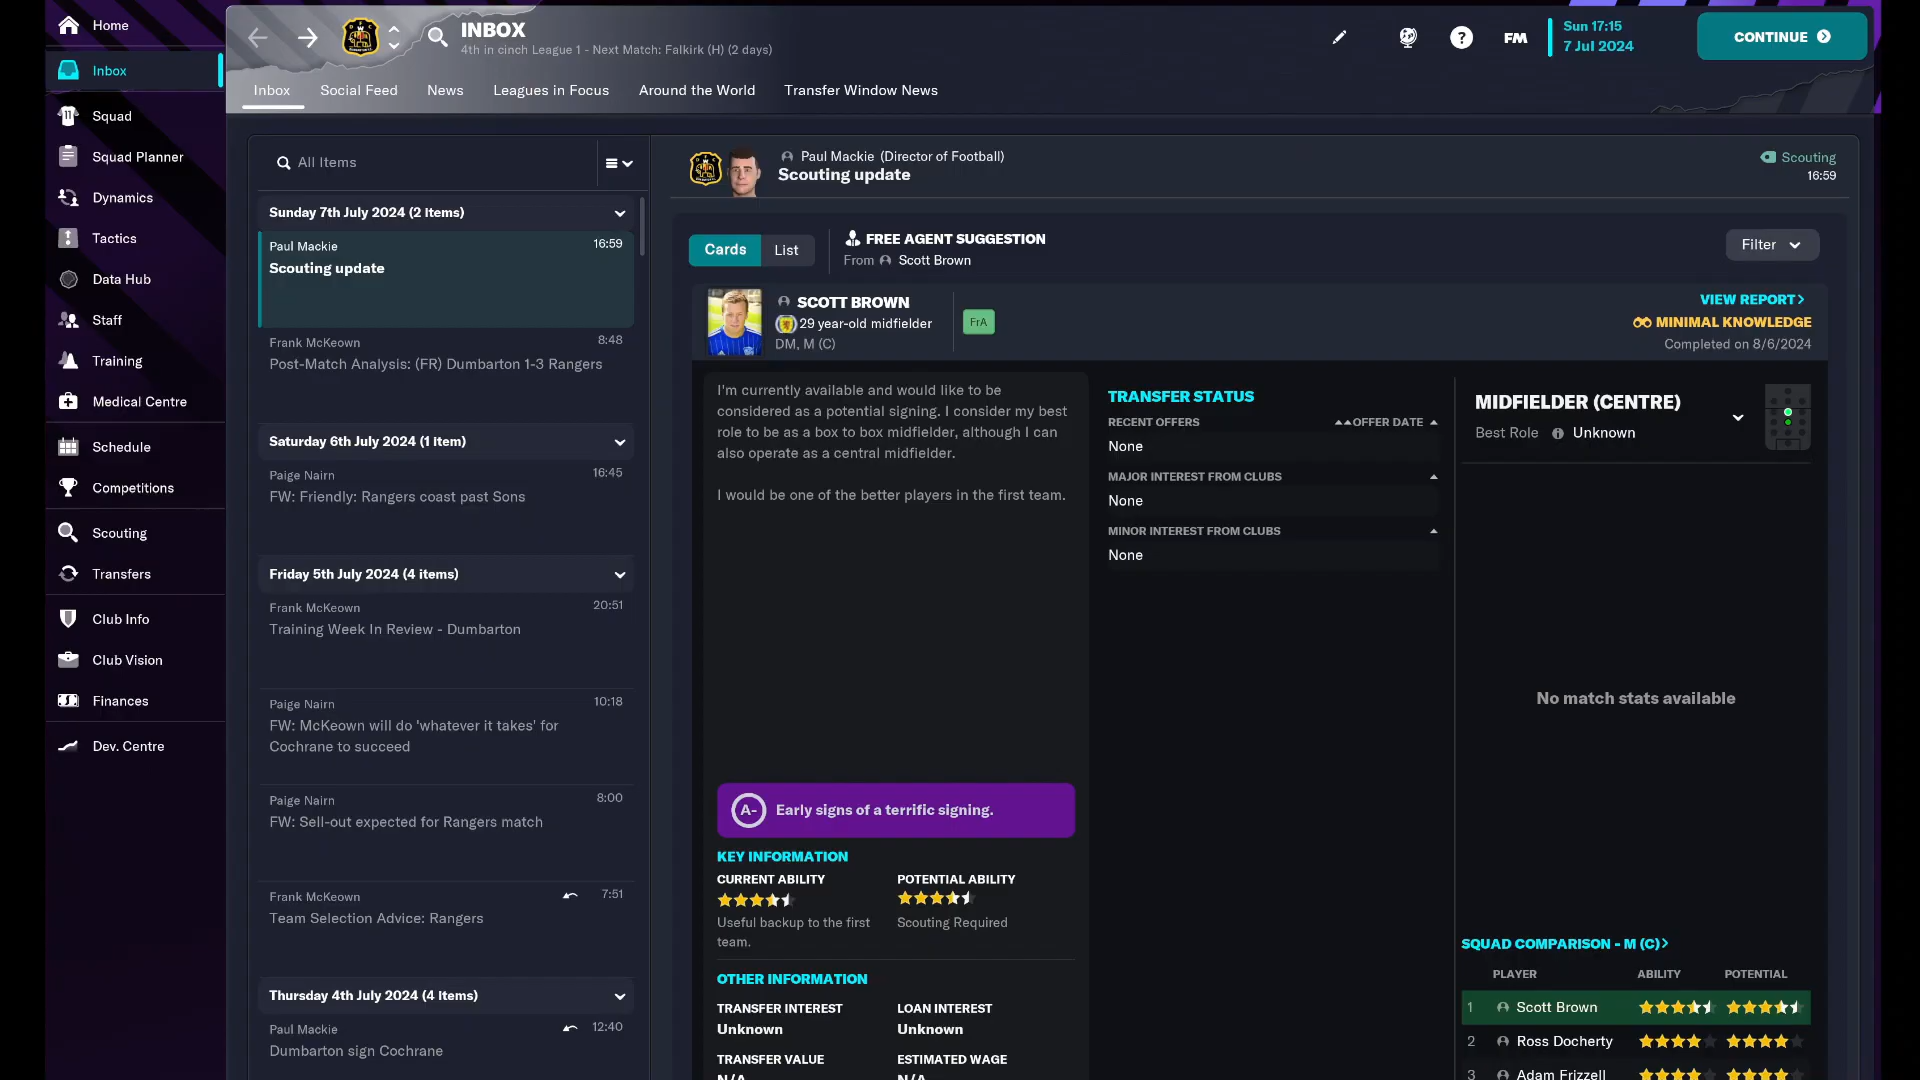 Home
Inbox
Squad
Squad Planner
Dynamics
Tactics
Data Hub
Staff
Training
Medical Centre
Schedule
Competitions
Scouting
Transfers
Club Info
Club Vision
Finances
Dev. Centre
INBOX
4th in cinch League 1 - Next Match: Falkirk (H) (2 days)
FM
Sun 17:15
7 Jul 2024
CONTINUE
Inbox
Social Feed
News
Leagues in Focus
Around the World
Transfer Window News
All Items
Sunday 7th July 2024 (2 items)
Paul Mackie 16:59
Scouting update
Frank McKeown 8:48
Post-Match Analysis: (FR) Dumbarton 1-3 Rangers
Saturday 6th July 2024 (1 item)
Paige Nairn 16:45
FW: Friendly: Rangers coast past Sons
Friday 5th July 2024 (4 items)
Frank McKeown 20:51
Training Week In Review - Dumbarton
Paige Nairn 10:18
FW: McKeown will do 'whatever it takes' for
Cochrane to succeed
Paige Nairn 8:00
FW: Sell-out expected for Rangers match
Frank McKeown 7:51
Team Selection Advice: Rangers
Thursday 4th July 2024 (4 items)
Paul Mackie 12:40
Dumbarton sign Cochrane
Paul Mackie (Director of Football)
Scouting update
Scouting
16:59
Cards List
FREE AGENT SUGGESTION
From Scott Brown
Filter
SCOTT BROWN
29 year-old midfielder
DM, M (C)
FrA
VIEW REPORT
MINIMAL KNOWLEDGE
Completed on 8/6/2024
I'm currently available and would like to be
considered as a potential signing. I consider my best
role to be as a box to box midfielder, although I can
also operate as a central midfielder.
I would be one of the better players in the first team.
A- Early signs of a terrific signing.
KEY INFORMATION
CURRENT ABILITY POTENTIAL ABILITY
Useful backup to the first
team.
Scouting Required
OTHER INFORMATION
TRANSFER INTEREST LOAN INTEREST
Unknown Unknown
TRANSFER VALUE ESTIMATED WAGE
N/A N/A
TRANSFER STATUS
RECENT OFFERS OFFER DATE
None
MAJOR INTEREST FROM CLUBS
None
MINOR INTEREST FROM CLUBS
None
MIDFIELDER (CENTRE)
Best Role Unknown
No match stats available
SQUAD COMPARISON - M (C)
PLAYER ABILITY POTENTIAL
1 Scott Brown
2 Ross Docherty
3 Adam Frizzell